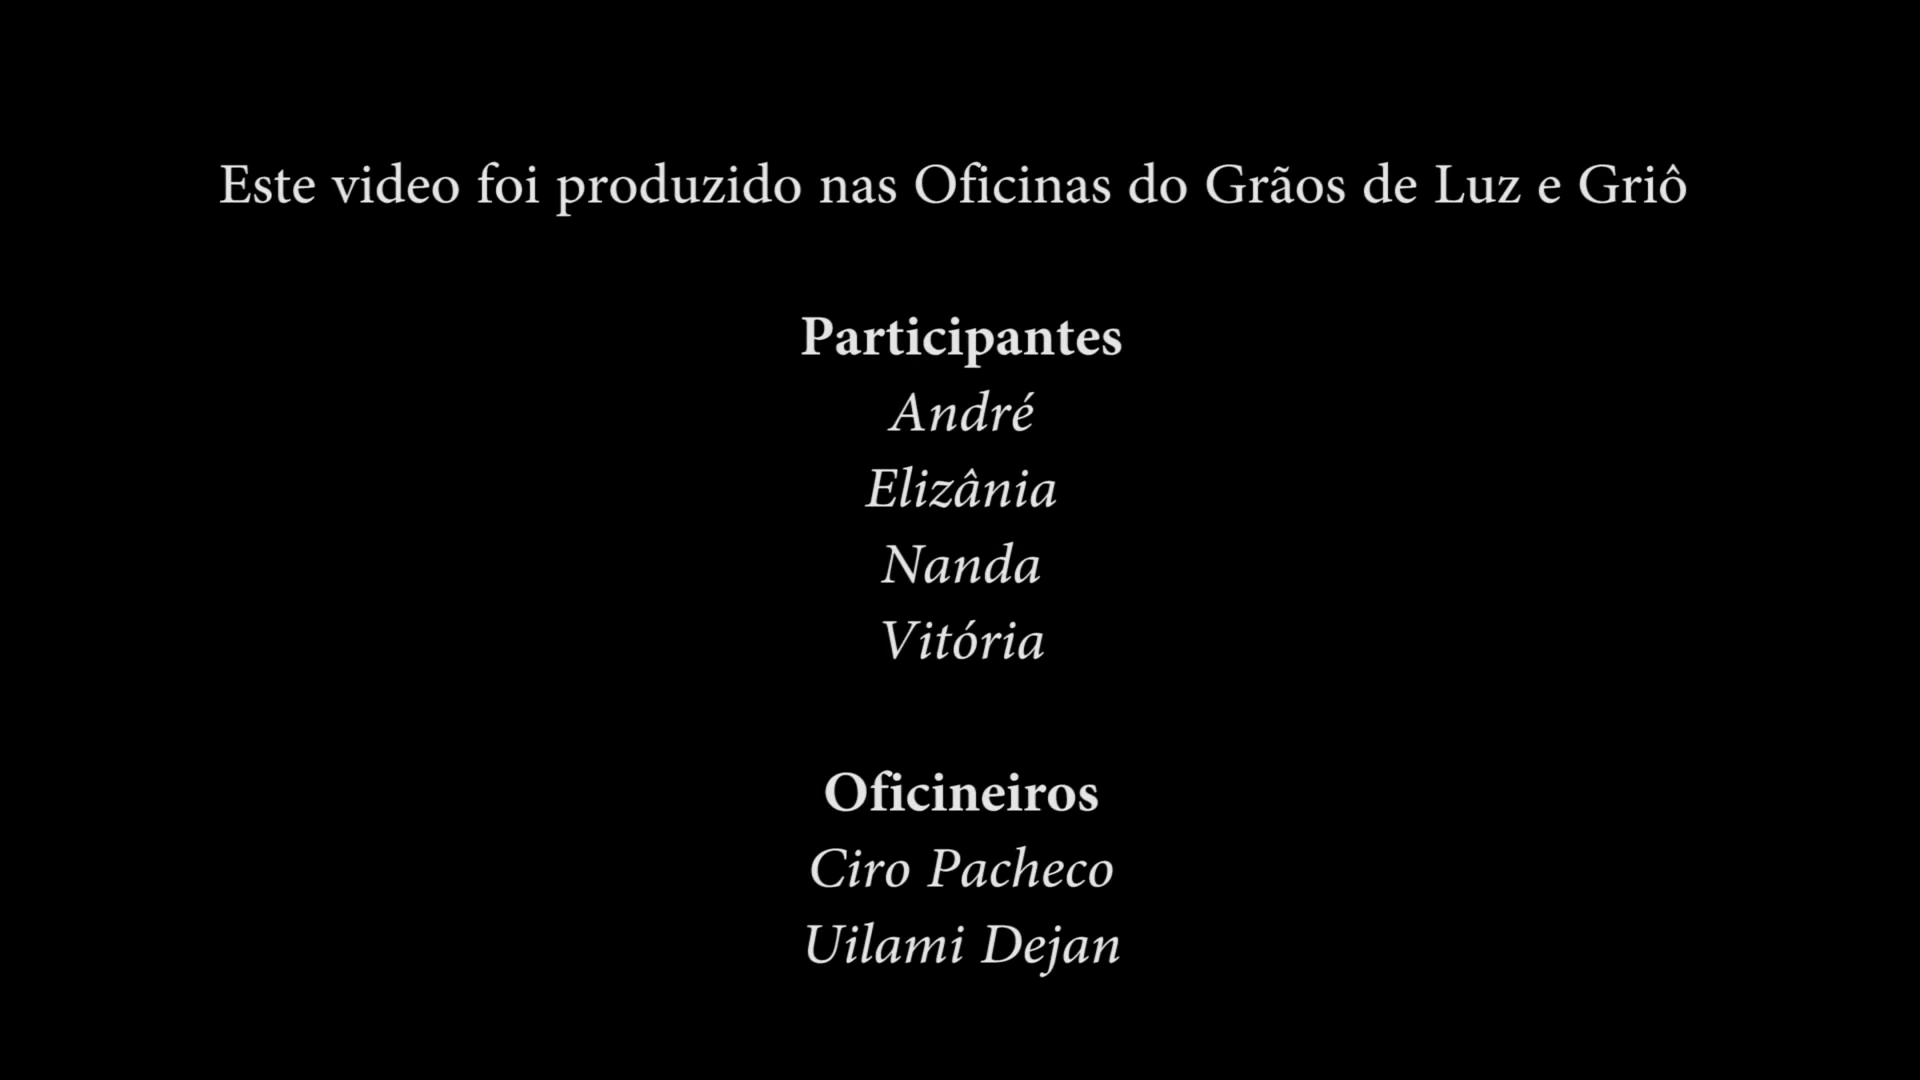 Este video foi produzido nas Oficinas do Grãos de Luz e Griô
Participantes
André
Elizânia
Nanda
Vitória
Oficineiros
Ciro Pacheco
Uilami Dejan